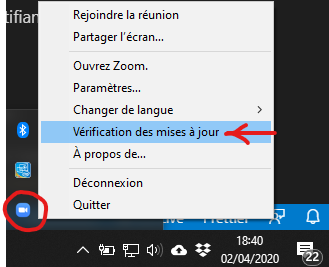 Rejoindre la réunion
tifian
Partager l'écran...
Ouvrez Zoom.
Paramètres...
Changer de langue
Vérification des mises à jour
À propos de...
Déconnexion
Quitter
18:40
02/04/2020
22